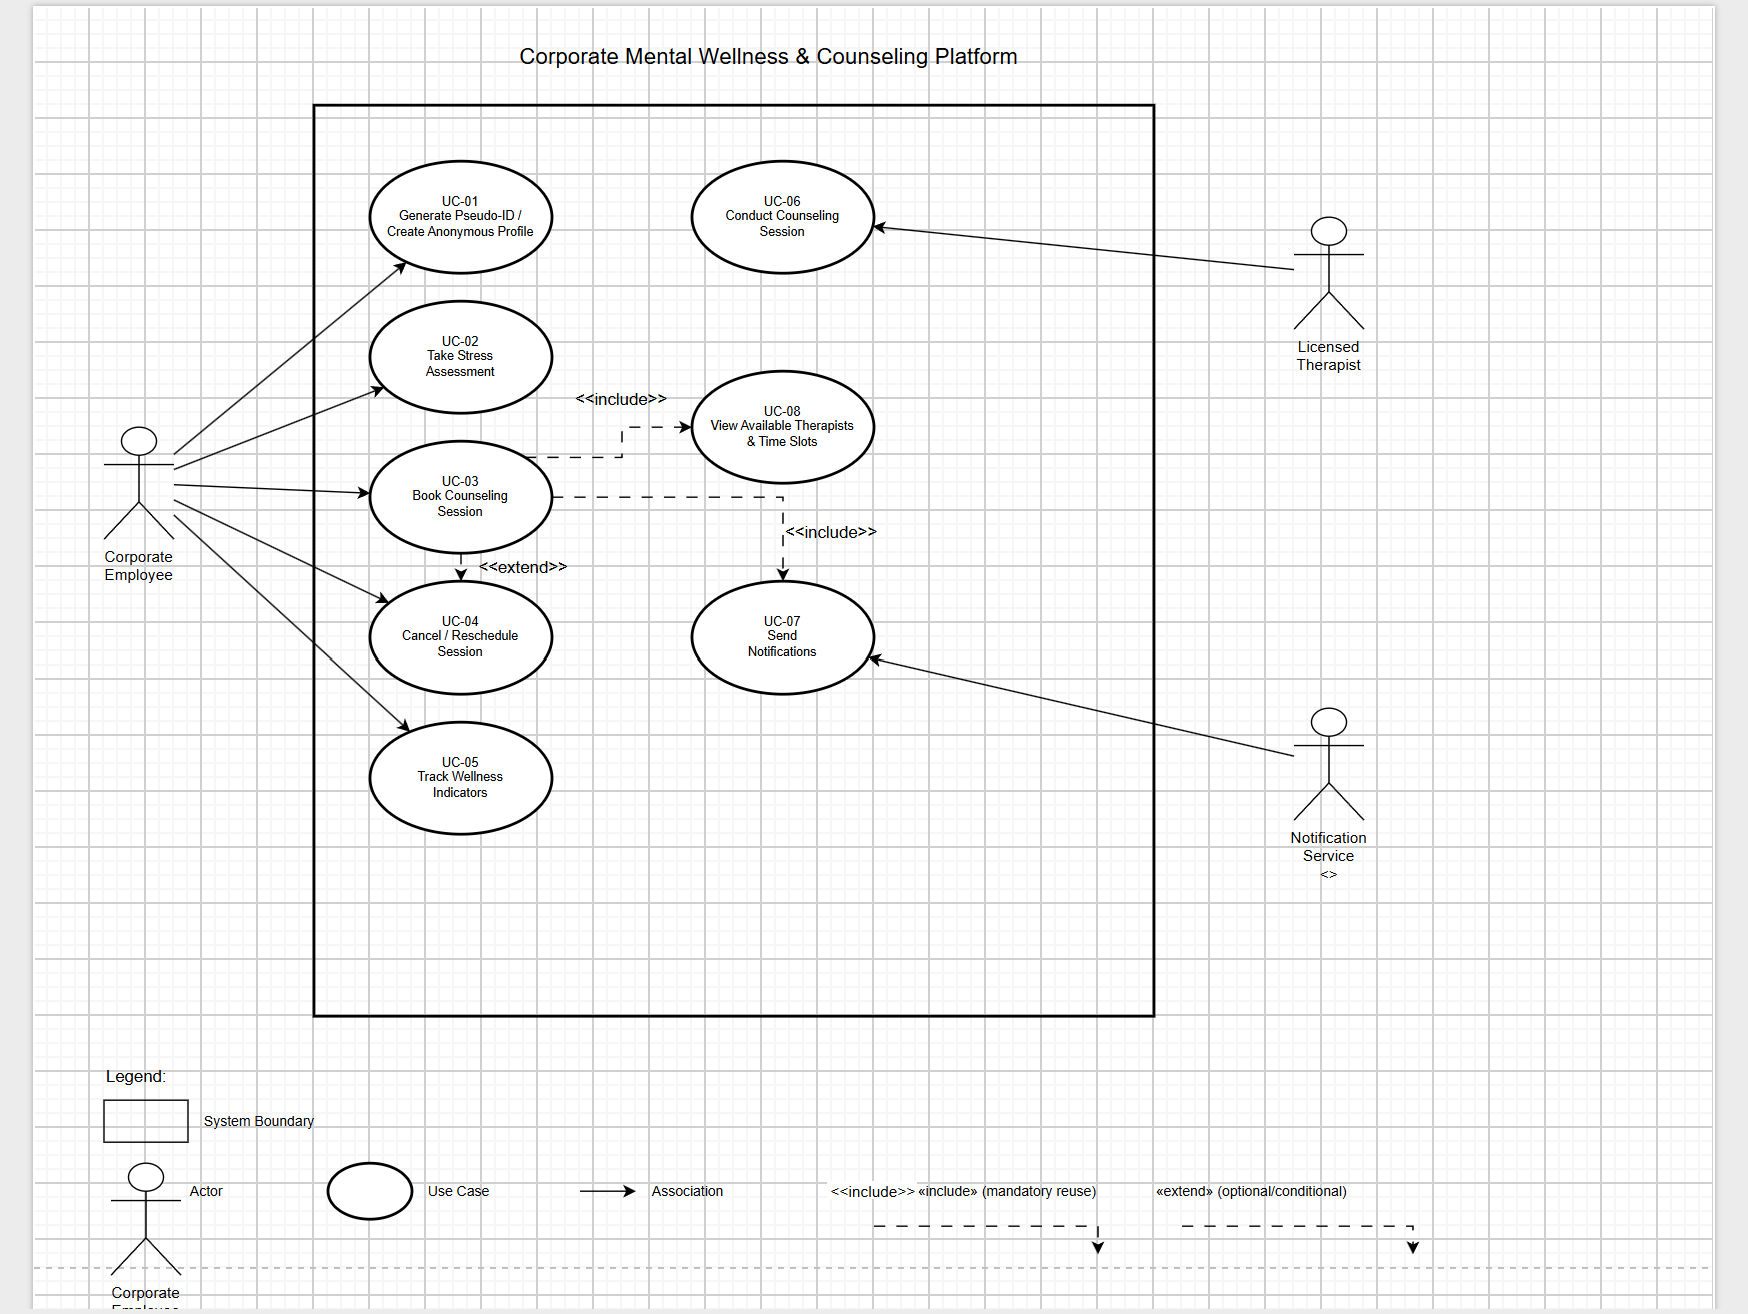 Corporate Mental Wellness & Counseling Platform
UC-01
Generate Pseudo-ID /
Create Anonymous Profile
UC-06
Conduct Counseling
Session
Licensed
Therapist
UC-02
Take Stress
Assessment
<<include>>
UC-08
View Available Therapists
& Time Slots
UC-03
Book Counseling
Session
<<include>>
Corporate
Employee
<<extend>>
UC-04
Cancel / Reschedule
Session
UC-07
Send
Notifications
UC-05
Track Wellness
Indicators
Notification
Service
<>
Legend:
System Boundary
Actor
Use Case
Association
<<include>> «include» (mandatory reuse)
«extend» (optional/conditional)
Corporate
Employee